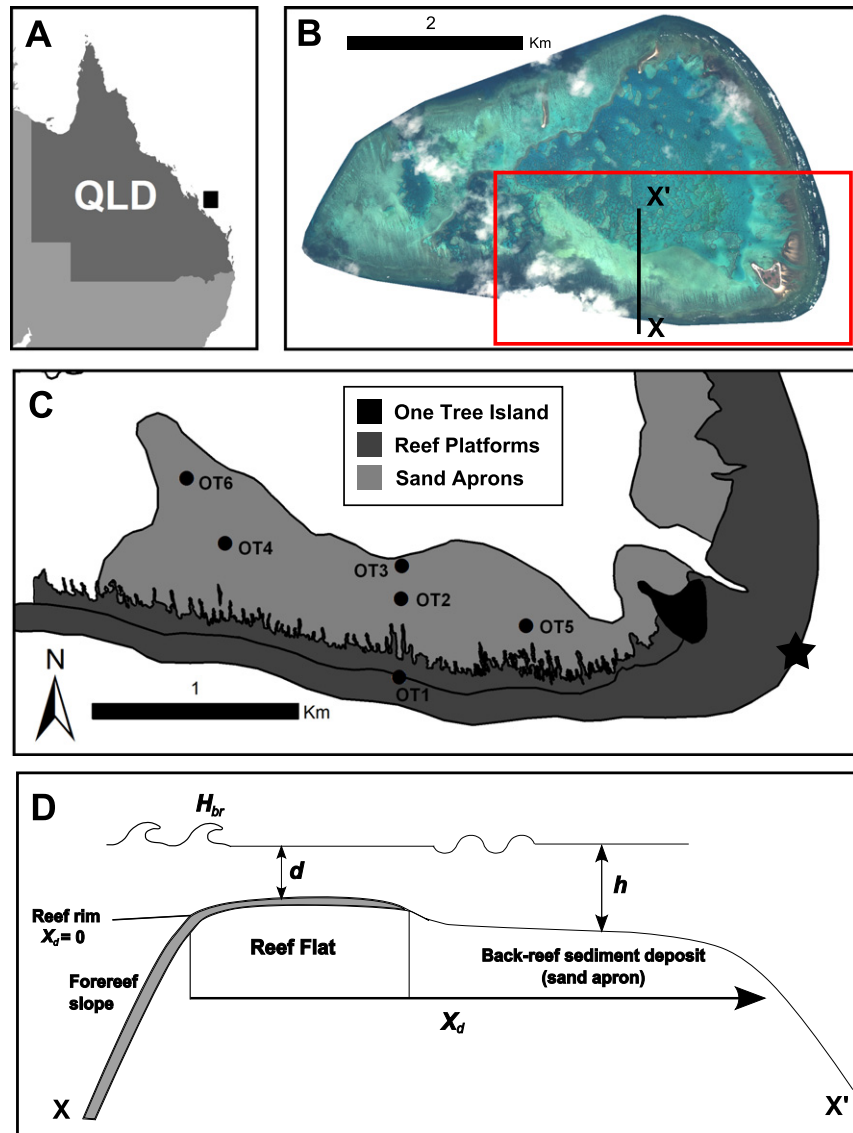 A
QLD
B
2
Km
X'
X
C
One Tree Island
Reef Platforms
Sand Aprons
OT6
OT4
OT3
OT2
OT5
OT1
N
1
Km
D
Hbr
d
h
Reef rim
Xd = 0
Reef Flat
Back-reef sediment deposit
(sand apron)
Forereef
slope
Xd
X
X'